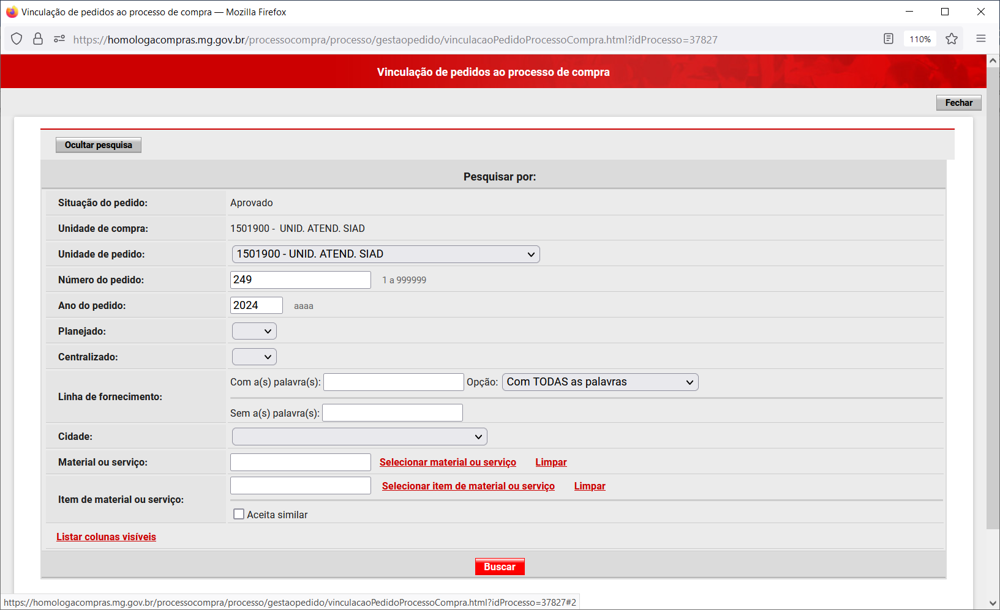 Vinculação de pedidos ao processo de compra — Mozilla Firefox
https://homologacompras.mg.gov.br/processocompra/processo/gestaopedido/vinculacaoPedidoProcessoCompra.html?idProcesso=37827
110%
Vinculação de pedidos ao processo de compra
Fechar
Ocultar pesquisa
Pesquisar por:
Situação do pedido: Aprovado
Unidade de compra: 1501900 - UNID. ATEND. SIAD
Unidade de pedido: 1501900 - UNID. ATEND. SIAD
Número do pedido: 249 1 a 999999
Ano do pedido: 2024 aaaa
Planejado:
Centralizado:
Linha de fornecimento:
Com a(s) palavra(s): Opção: Com TODAS as palavras
Sem a(s) palavra(s):
Cidade:
Material ou serviço: Selecionar material ou serviço Limpar
Item de material ou serviço:
Selecionar item de material ou serviço Limpar
Aceita similar
Listar colunas visíveis
Buscar
https://homologacompras.mg.gov.br/processocompra/processo/gestaopedido/vinculacaoPedidoProcessoCompra.html?idProcesso=37827#2